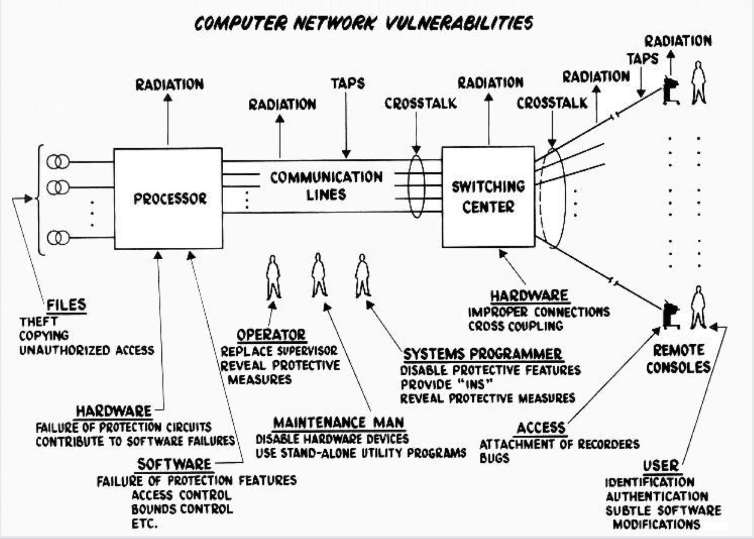 COMPUTER NETWORK VULNERABILITIES
RADIATION
TAPS
RADIATION
RADIATION
TAPS
RADIATION
RADIATION
CROSSTALK
CROSSTALK
PROCESSOR
COMMUNICATION
LINES
SWITCHING
CENTER
FILES
THEFT
COPYING
UNAUTHORIZED ACCESS
OPERATOR
REPLACE SUPERVISOR
REVEAL PROTECTIVE
MEASURES
HARDWARE
IMPROPER CONNECTIONS
CROSS COUPLING
SYSTEMS PROGRAMMER
DISABLE PROTECTIVE FEATURES
PROVIDE "INS"
REVEAL PROTECTIVE MEASURES
REMOTE
CONSOLES
HARDWARE
FAILURE OF PROTECTION CIRCUITS
CONTRIBUTE TO SOFTWARE FAILURES
MAINTENANCE MAN
DISABLE HARDWARE DEVICES
USE STAND-ALONE UTILITY PROGRAMS
ACCESS
ATTACHMENT OF RECORDERS
BUGS
SOFTWARE
FAILURE OF PROTECTION FEATURES
ACCESS CONTROL
BOUNDS CONTROL
ETC.
USER
IDENTIFICATION
AUTHENTICATION
SUBTLE SOFTWARE
MODIFICATIONS